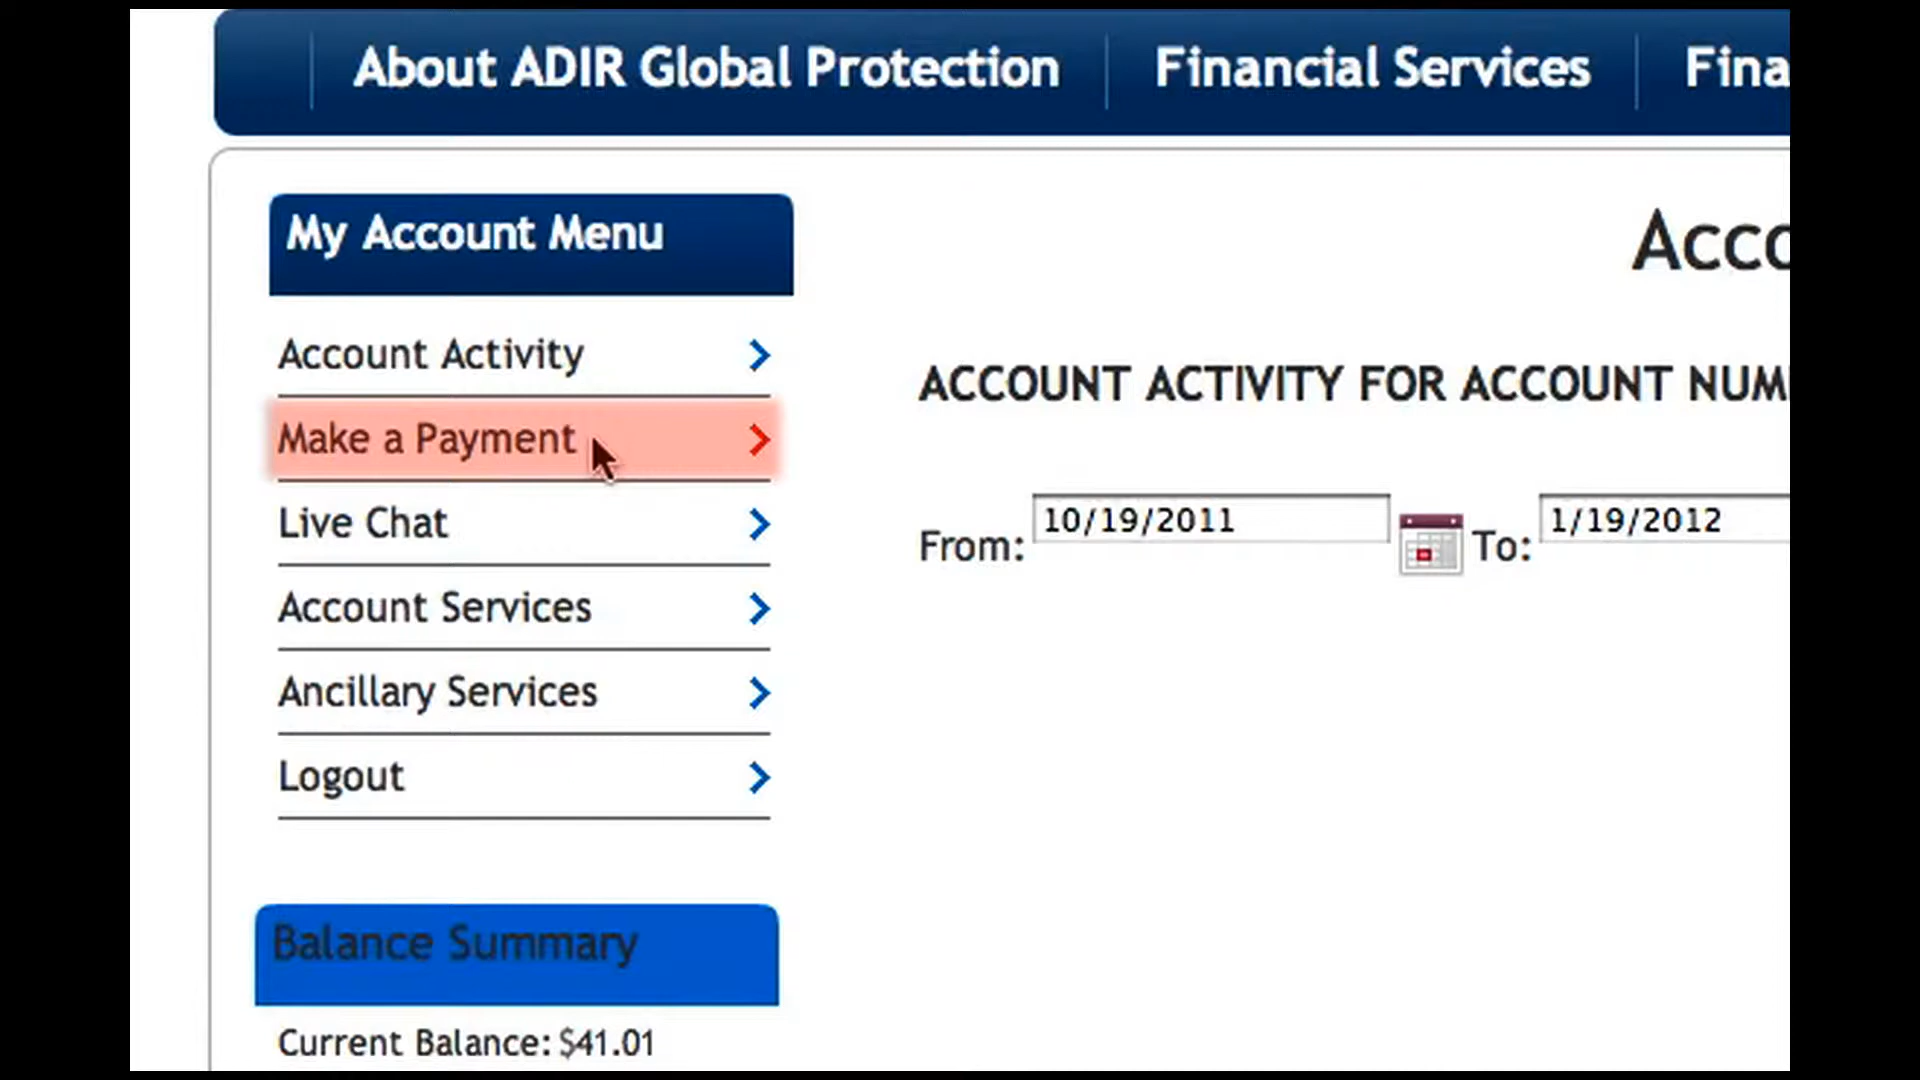 About ADIR Global Protection
Financial Services
Fina
My Account Menu
Acco
Account Activity
ACCOUNT ACTIVITY FOR ACCOUNT NUM
Make a Payment
Live Chat
From: 10/19/2011 To: 1/19/2012
Account Services
Ancillary Services
Logout
Balance Summary
Current Balance: $41.01